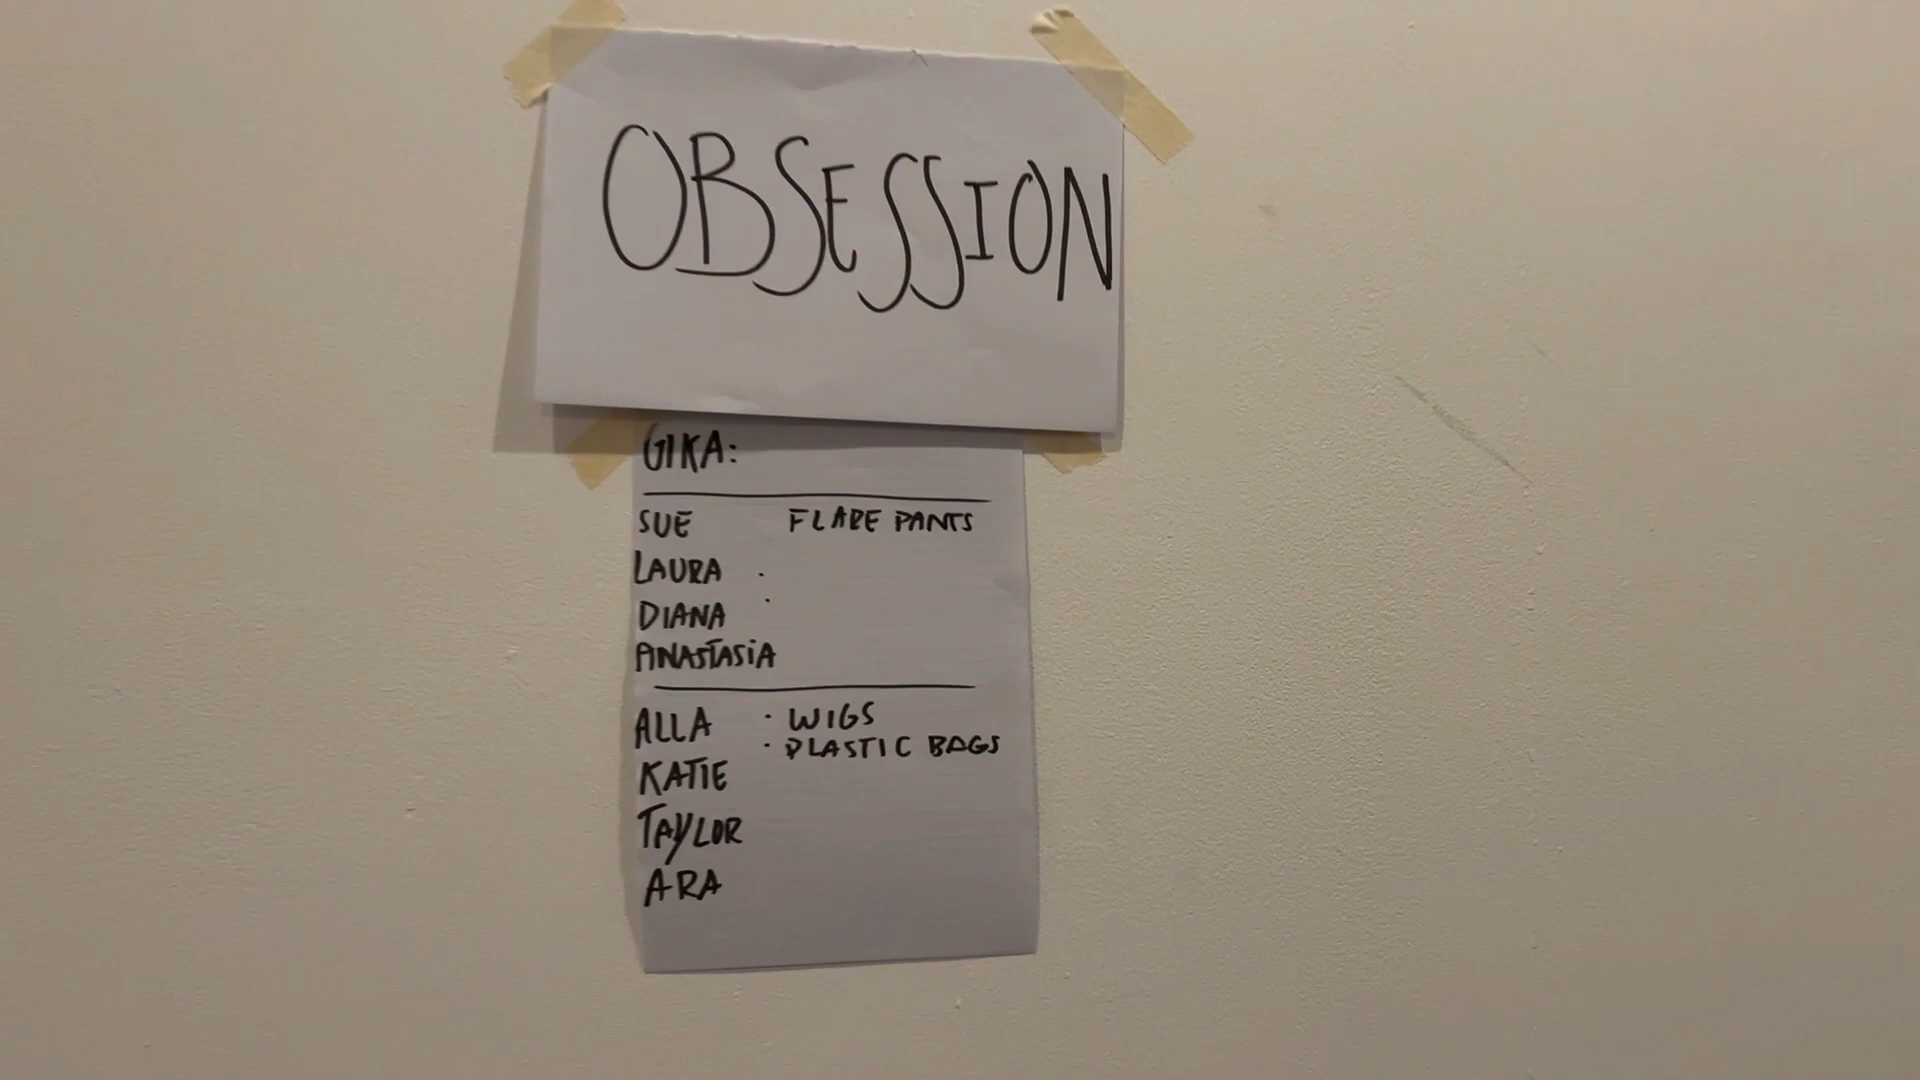 OBSESSION
GIKA:
SUE FLARE PANTS
LAURA ·
DIANA ·
ANASTASiA
ALLA · WIGS
· PLASTIC BAGS
KATIE
TAYLOR
ARA